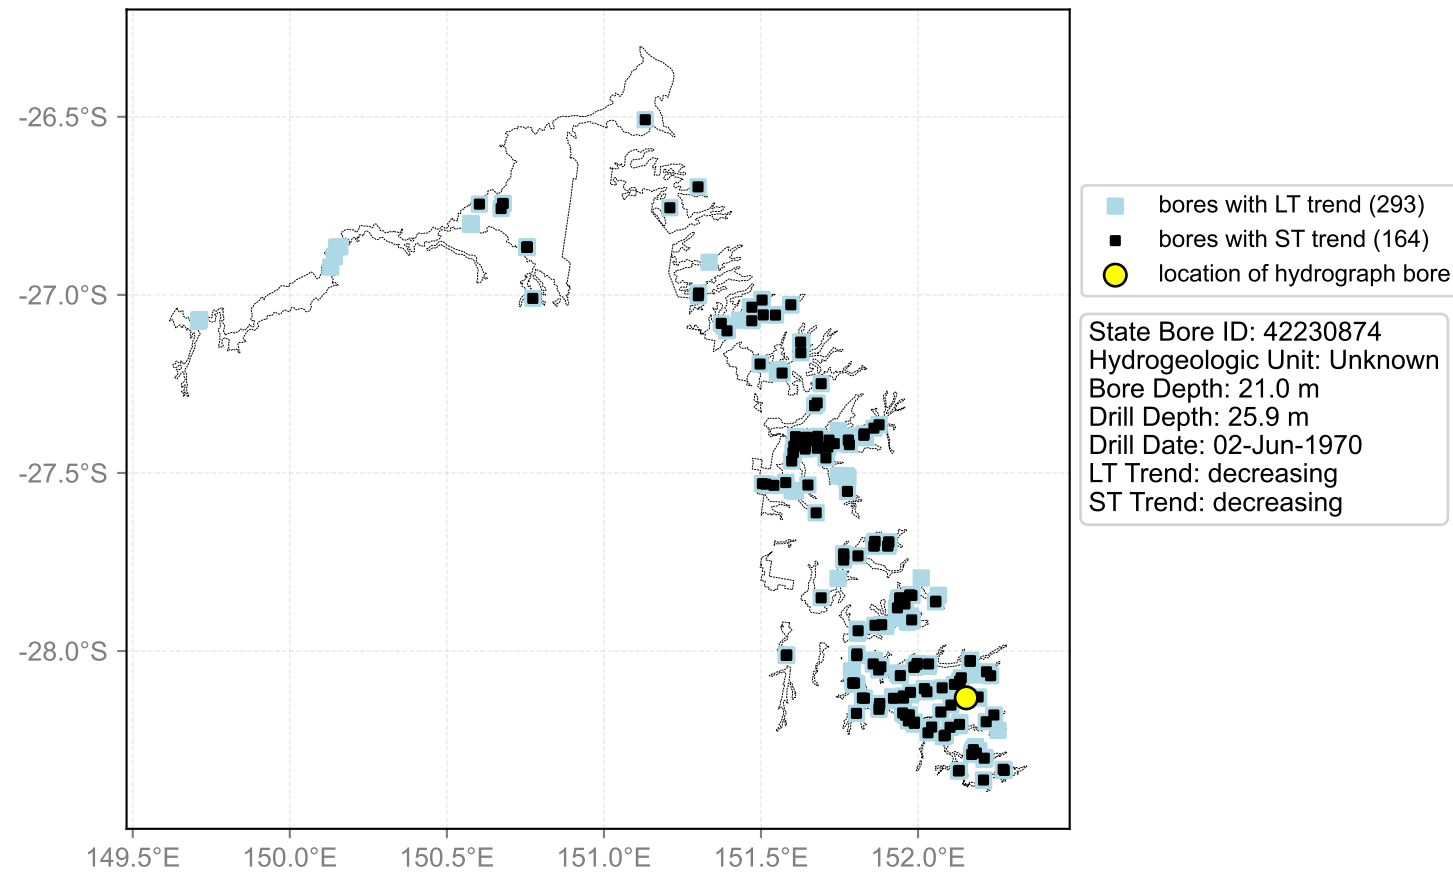 -26.5°S
-27.0°S
-27.5°S
-28.0°S
149.5°E
150.0°E
150.5°E
151.0°E
151.5°E
152.0°E
bores with LT trend (293)
bores with ST trend (164)
location of hydrograph bore
State Bore ID: 42230874
Hydrogeologic Unit: Unknown
Bore Depth: 21.0 m
Drill Depth: 25.9 m
Drill Date: 02-Jun-1970
LT Trend: decreasing
ST Trend: decreasing